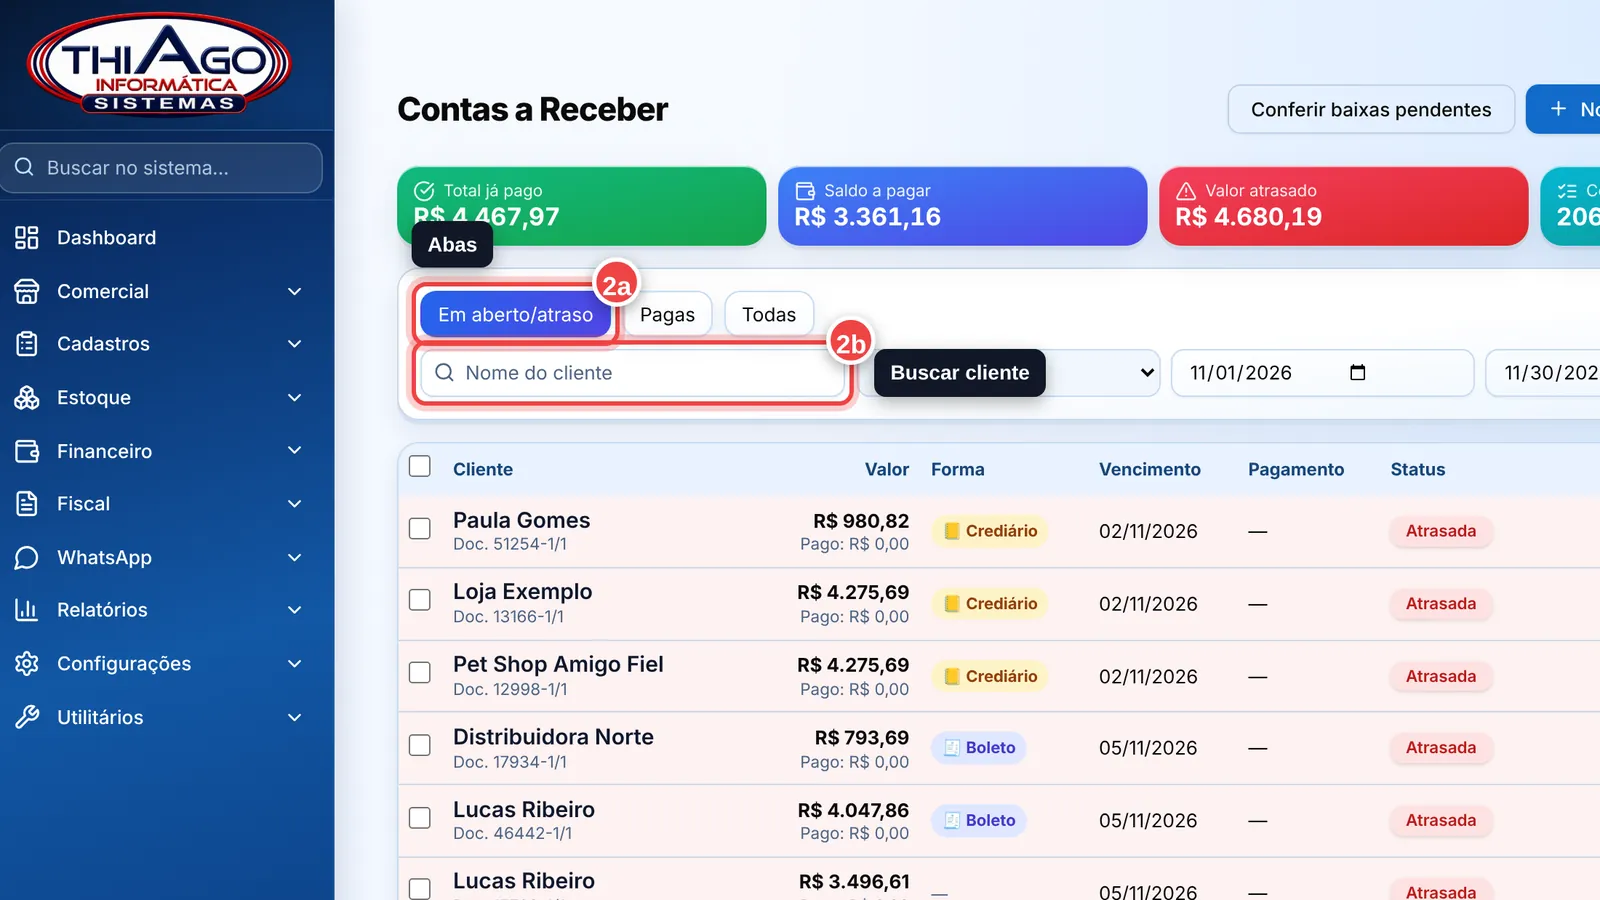 THIAGO
INFORMÁTICA
SISTEMAS
Buscar no sistema...
Dashboard
Comercial
Cadastros
Estoque
Financeiro
Fiscal
WhatsApp
Relatórios
Configurações
Utilitários
Contas a Receber
Conferir baixas pendentes
+ No
Total já pago
R$ 4.467,97
Saldo a pagar
R$ 3.361,16
Valor atrasado
R$ 4.680,19
C
206
Abas
2a
Em aberto/atraso
Pagas
Todas
2b
Nome do cliente
Buscar cliente
11/01/2026
11/30/202
Cliente Valor Forma Vencimento Pagamento Status
Paula Gomes R$ 980,82 Crediário 02/11/2026 — Atrasada
Doc. 51254-1/1 Pago: R$ 0,00
Loja Exemplo R$ 4.275,69 Crediário 02/11/2026 — Atrasada
Doc. 13166-1/1 Pago: R$ 0,00
Pet Shop Amigo Fiel R$ 4.275,69 Crediário 02/11/2026 — Atrasada
Doc. 12998-1/1 Pago: R$ 0,00
Distribuidora Norte R$ 793,69 Boleto 05/11/2026 — Atrasada
Doc. 17934-1/1 Pago: R$ 0,00
Lucas Ribeiro R$ 4.047,86 Boleto 05/11/2026 — Atrasada
Doc. 46442-1/1 Pago: R$ 0,00
Lucas Ribeiro R$ 3.496,61 — 05/11/2026 — Atrasada